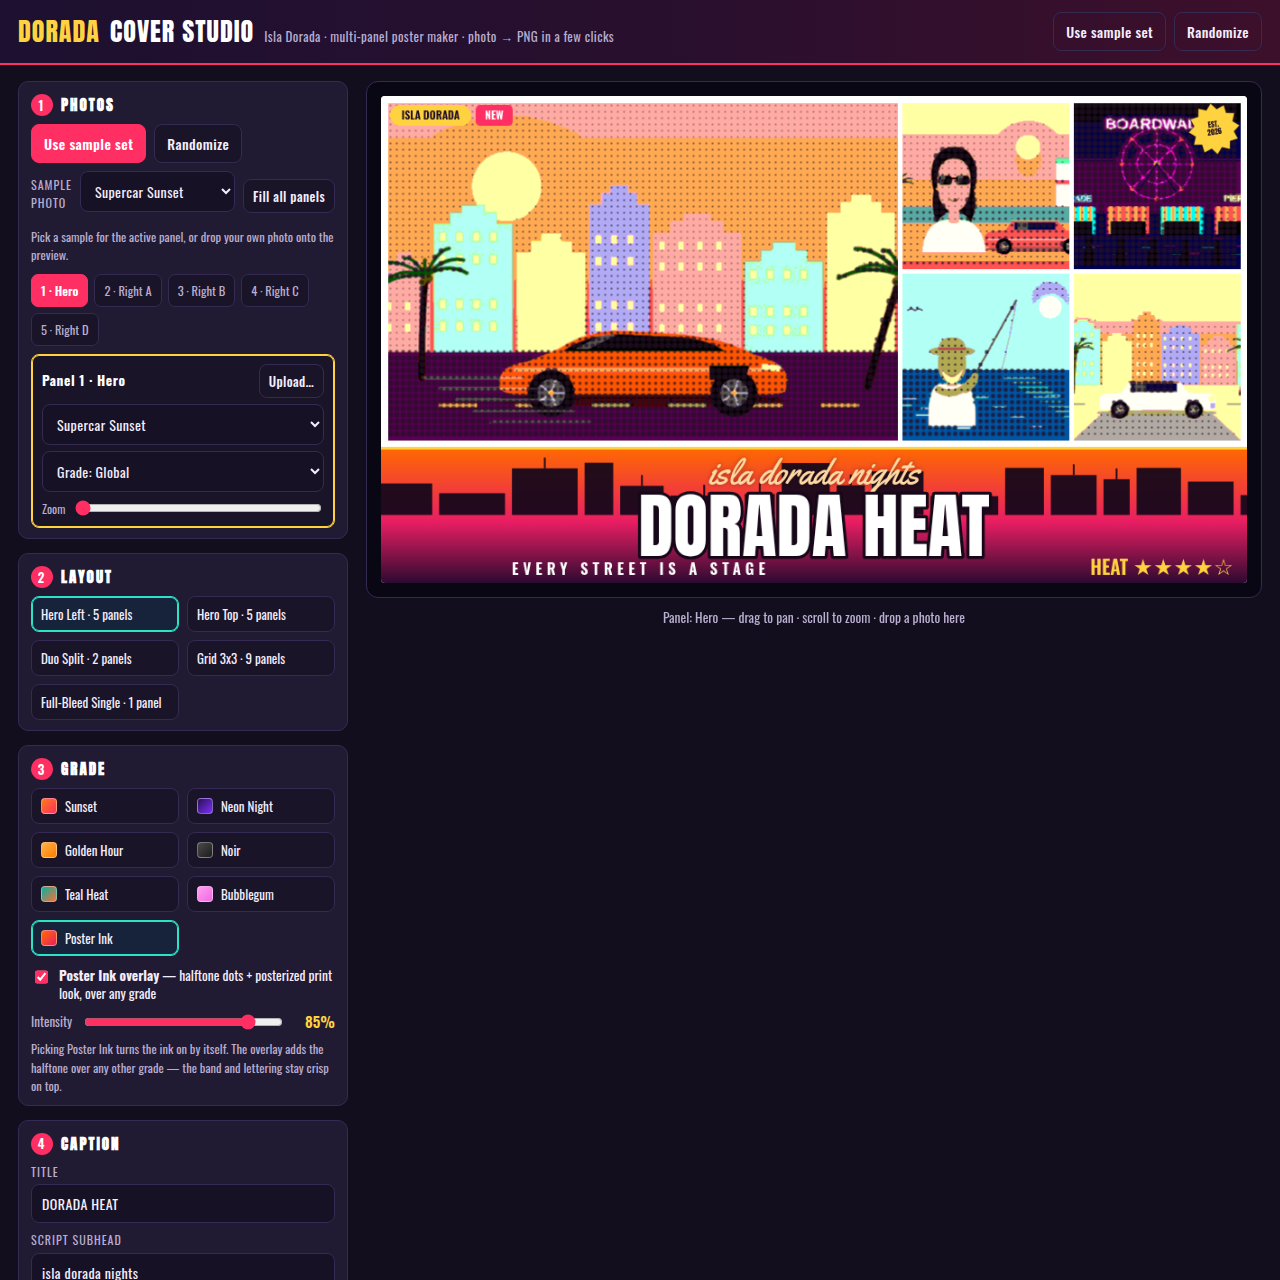 DORADA COVER STUDIO
Isla Dorada · multi-panel poster maker · photo → PNG in a few clicks
Use sample set
Randomize
1 PHOTOS
Use sample set
Randomize
SAMPLE PHOTO
Supercar Sunset
Fill all panels
Pick a sample for the active panel, or drop your own photo onto the
preview.
1 · Hero
2 · Right A
3 · Right B
4 · Right C
5 · Right D
Panel 1 · Hero
Upload...
Supercar Sunset
Grade: Global
Zoom
2 LAYOUT
Hero Left · 5 panels
Hero Top · 5 panels
Duo Split · 2 panels
Grid 3x3 · 9 panels
Full-Bleed Single · 1 panel
3 GRADE
Sunset
Neon Night
Golden Hour
Noir
Teal Heat
Bubblegum
Poster Ink
Poster Ink overlay — halftone dots + posterized print
look, over any grade
Intensity
85%
Picking Poster Ink turns the ink on by itself. The overlay adds the
halftone over any other grade — the band and lettering stay crisp
on top.
4 CAPTION
TITLE
DORADA HEAT
SCRIPT SUBHEAD
isla dorada nights
ISLA DORADA
NEW
BOARDWAL
EST.
2026
ADE
PIER
isla dorada nights
DORADA HEAT
EVERY STREET IS A STAGE
HEAT ★★★★☆
Panel: Hero — drag to pan · scroll to zoom · drop a photo here